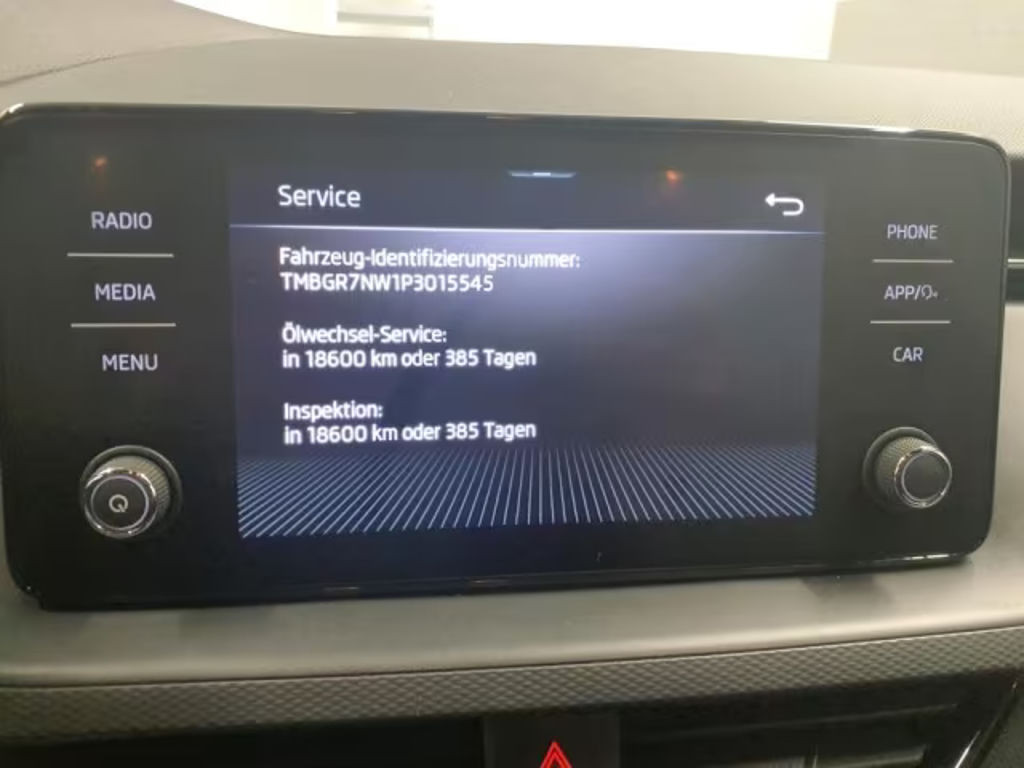 Service
RADIO
MEDIA
MENU
Fahrzeug-Identifizierungsnummer:
TMBGR7NW1P3015545
Ölwechsel-Service:
in 18600 km oder 385 Tagen
Inspektion:
in 18600 km oder 385 Tagen
PHONE
APP/
CAR